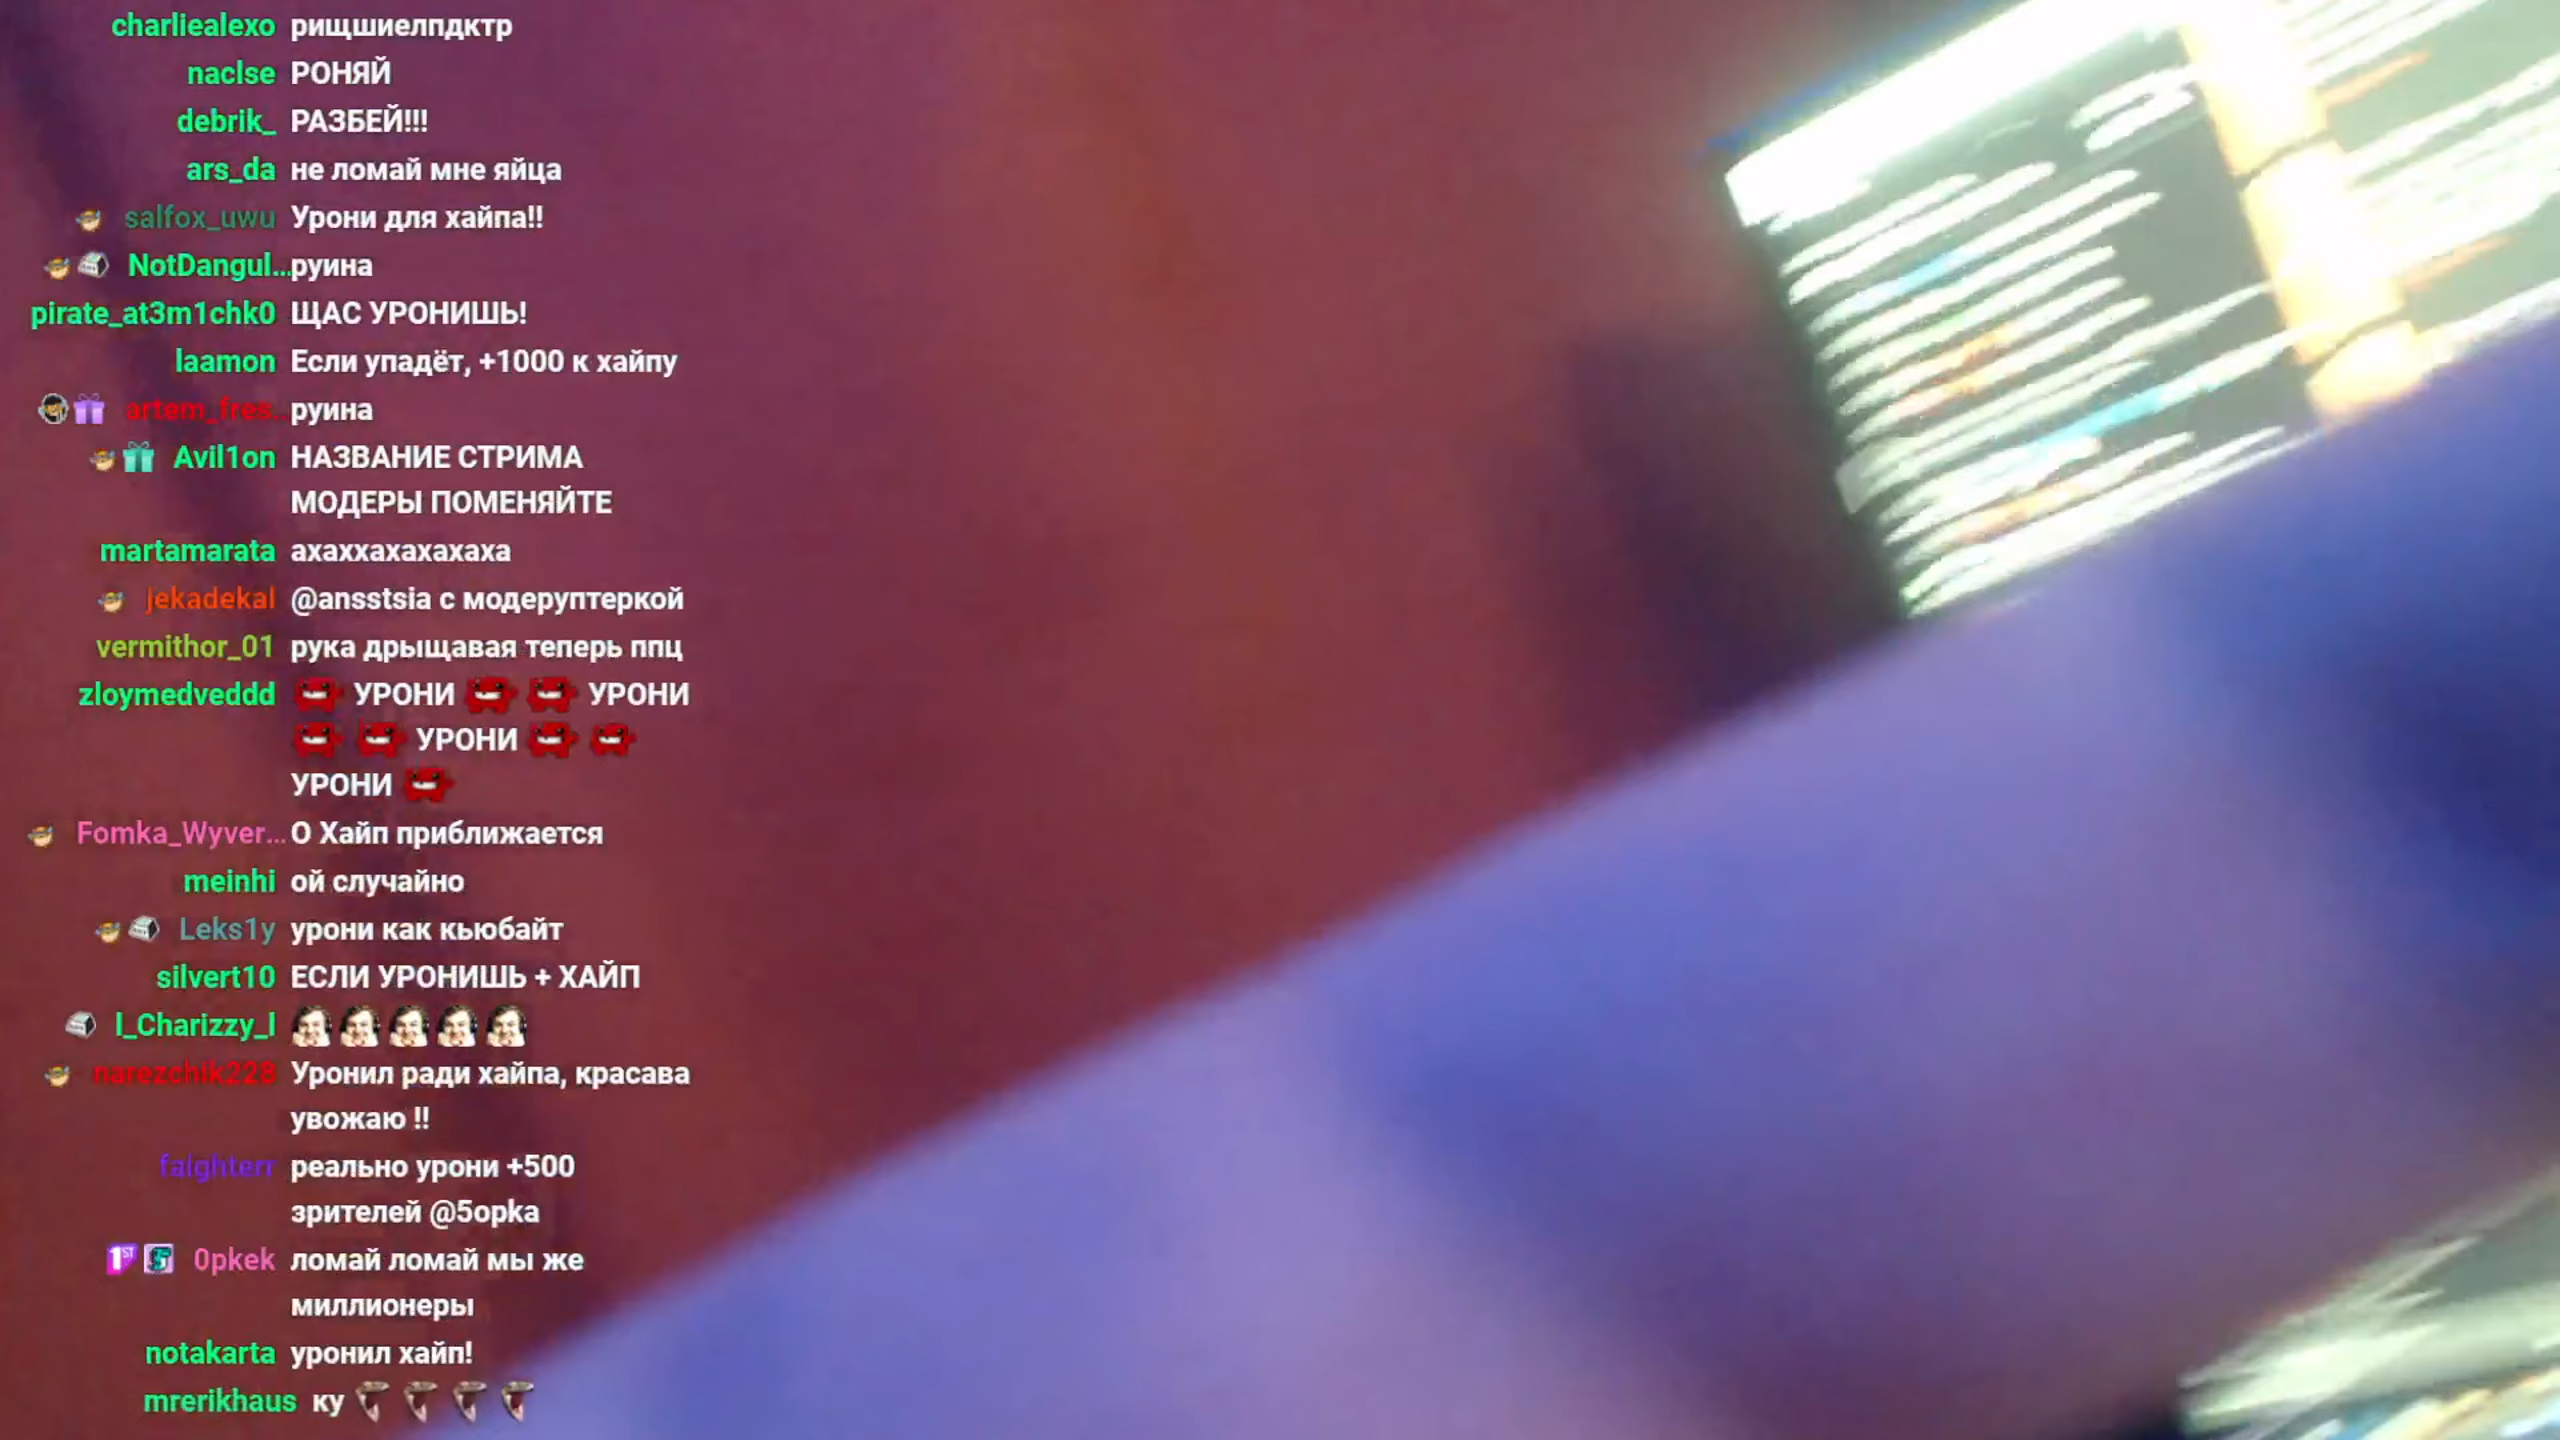 charliealexo рищшиелпдктр
naclse РОНЯЙ
debrik_ РАЗБЕЙ!!!
ars_da не ломай мне яйца
salfox_uwu Урони для хайпа!!
NotDangul...руина
pirate_at3m1chk0 ЩАС УРОНИШЬ!
laamon Если упадёт, +1000 к хайпу
artem_fres...руина
Avil1on НАЗВАНИЕ СТРИМА
МОДЕРЫ ПОМЕНЯЙТЕ
martamarata ахаххахахахаха
jekadekal @ansstsia с модеруптеркой
vermithor_01 рука дрыщавая теперь ппц
zloymedveddd УРОНИ УРОНИ
УРОНИ
УРОНИ
Fomka_Wyver...О Хайп приближается
meinhi ой случайно
Leks1y урони как кьюбайт
silvert10 ЕСЛИ УРОНИШЬ + ХАЙП
l_Charizzy_l
narezchik228 Уронил ради хайпа, красава
увожаю !!
faighterr реально урони +500
зрителей @5opka
1ST 0pkek ломай ломай мы же
миллионеры
notakarta уронил хайп!
mrerikhaus ку